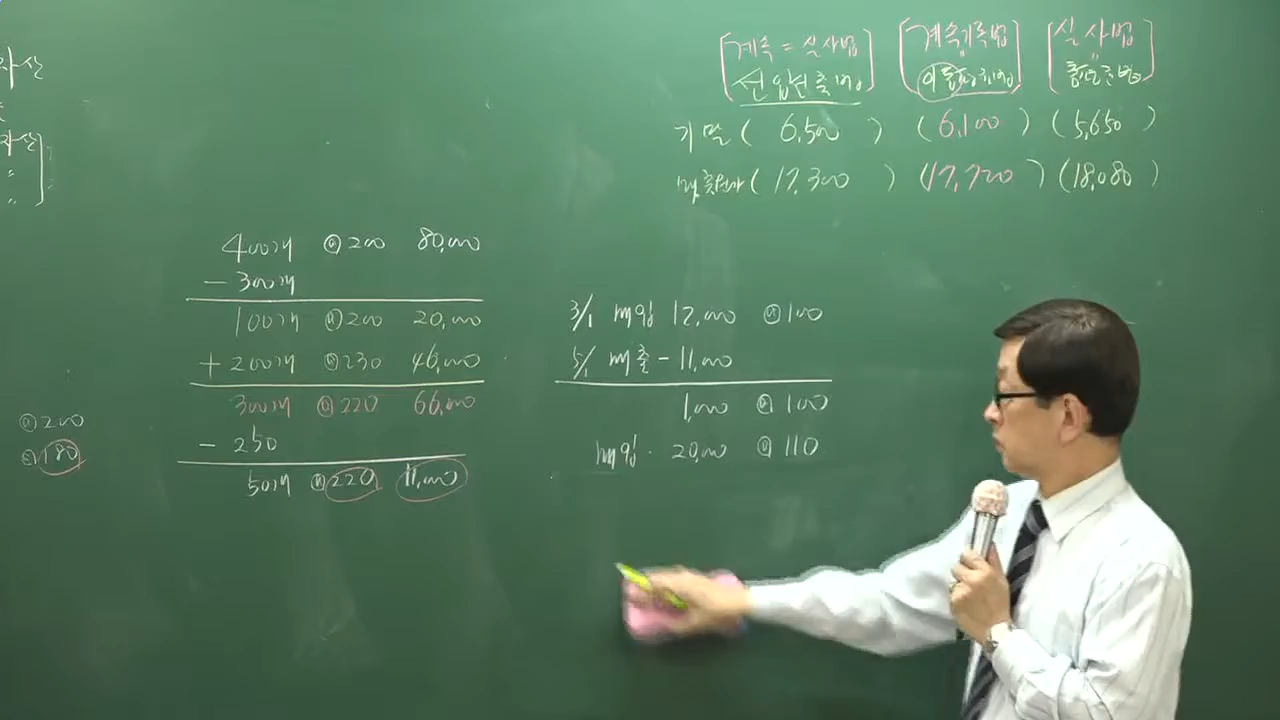 자산
자산
"
"
@200
@180
400개 @200 80,000
- 300개
100개 @200 20,000
+ 200개 @230 46,000
300개 @220 66,000
- 250
50개 @220 11,000
[계속 = 실사법 [계속기록법] [실사법
선입선출법] 이동평균법 총평균법]
기말 ( 6,500 ) ( 6,100 ) ( 5,650 )
매출원가 ( 17,300 ) ( 17,720 ) ( 18,080 )
3/1 매입 12,000 @100
5/1 매출 - 11,000
1,000 @100
매입 20,000 @110